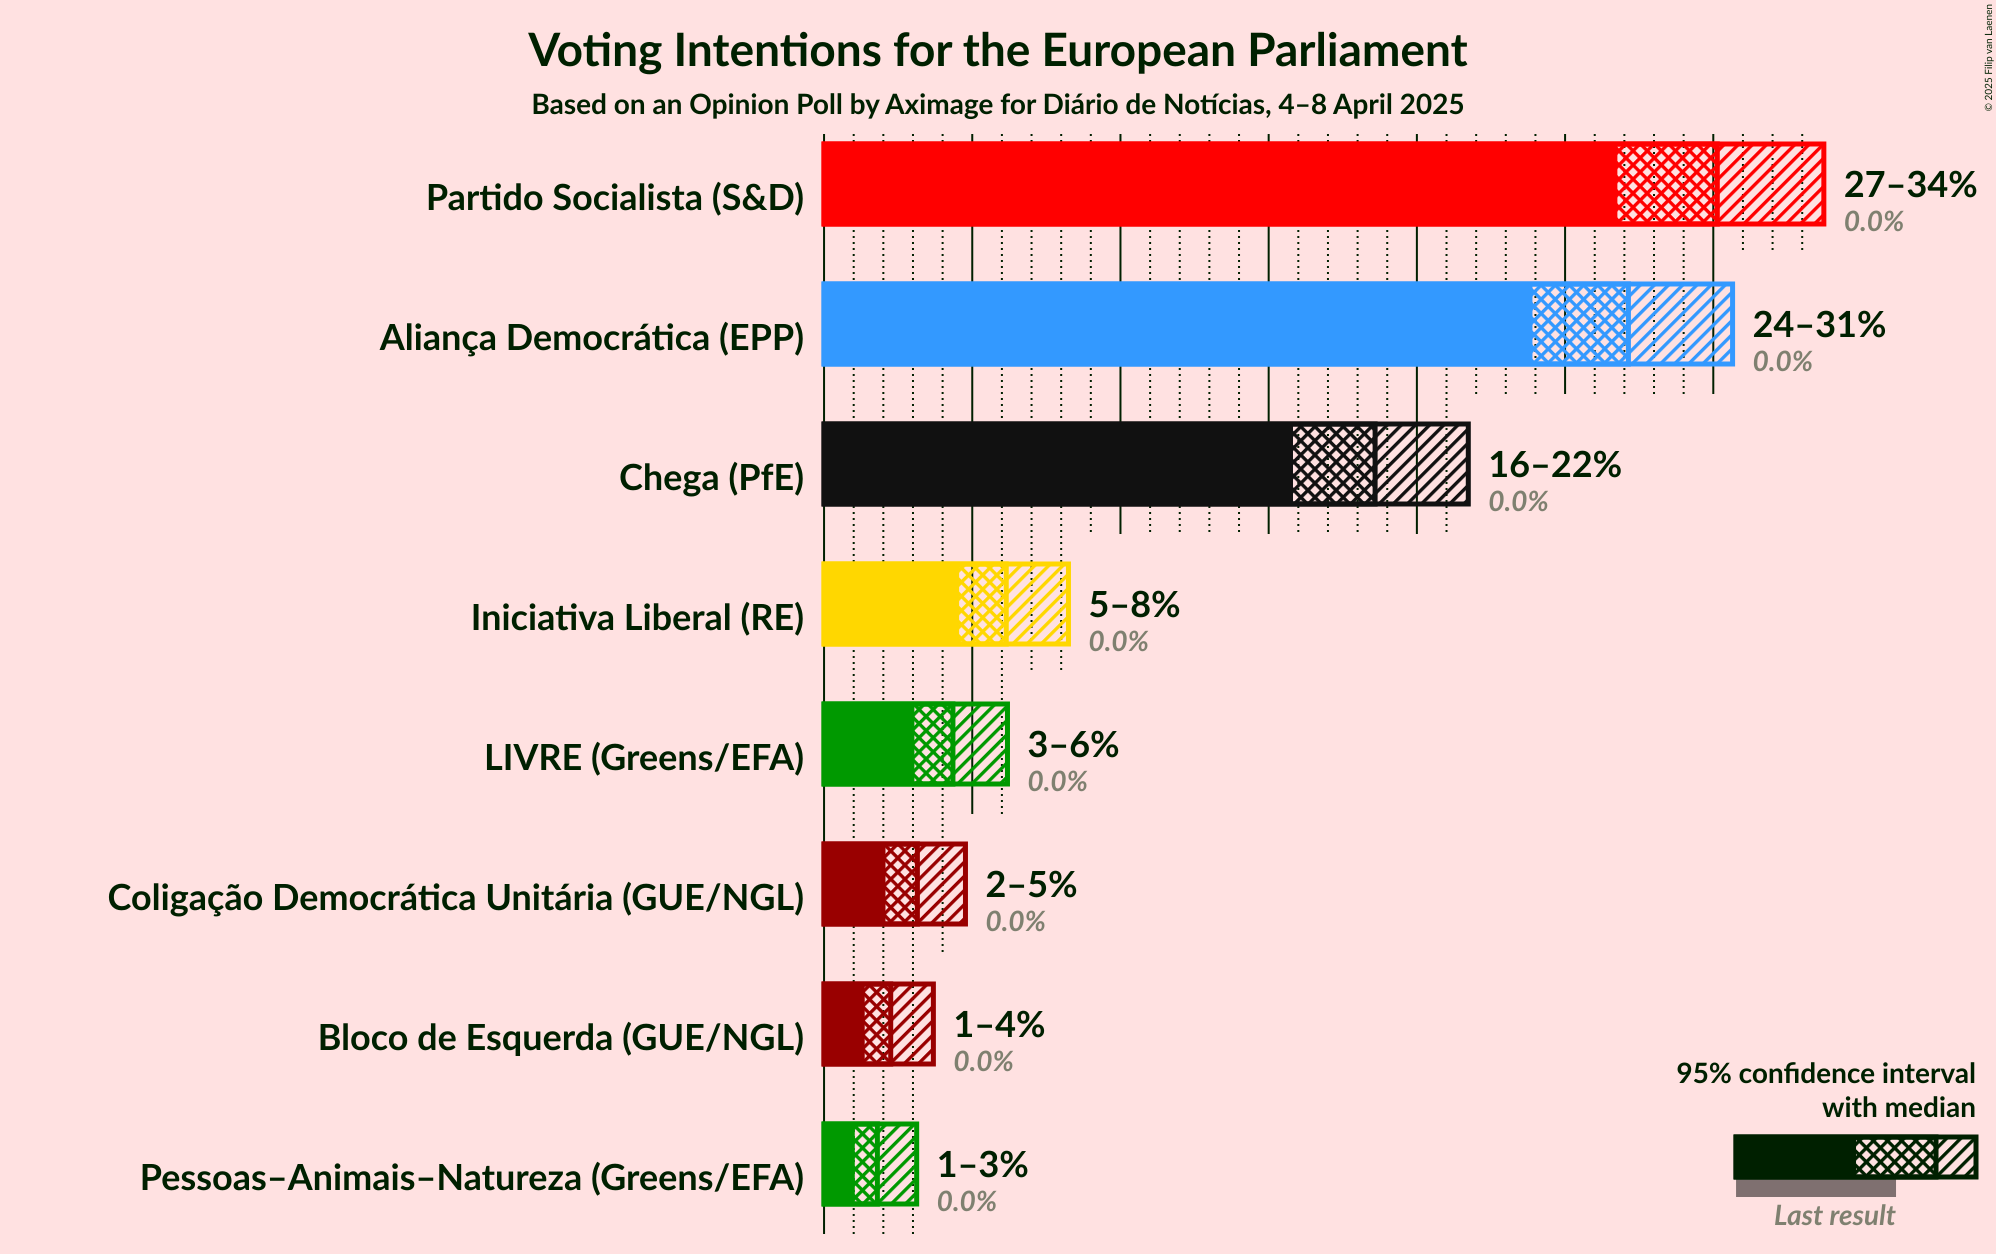 Voting Intentions for the European Parliament
Based on an Opinion Poll by Aximage for Diário de Notícias, 4–8 April 2025
© 2025 Filip van Laenen
Partido Socialista (S&D)
27–34%
0.0%
Aliança Democrática (EPP)
24–31%
0.0%
Chega (PfE)
16–22%
0.0%
Iniciativa Liberal (RE)
5–8%
0.0%
LIVRE (Greens/EFA)
3–6%
0.0%
Coligação Democrática Unitária (GUE/NGL)
2–5%
0.0%
Bloco de Esquerda (GUE/NGL)
1–4%
0.0%
Pessoas–Animais–Natureza (Greens/EFA)
1–3%
0.0%
95% confidence interval
with median
Last result